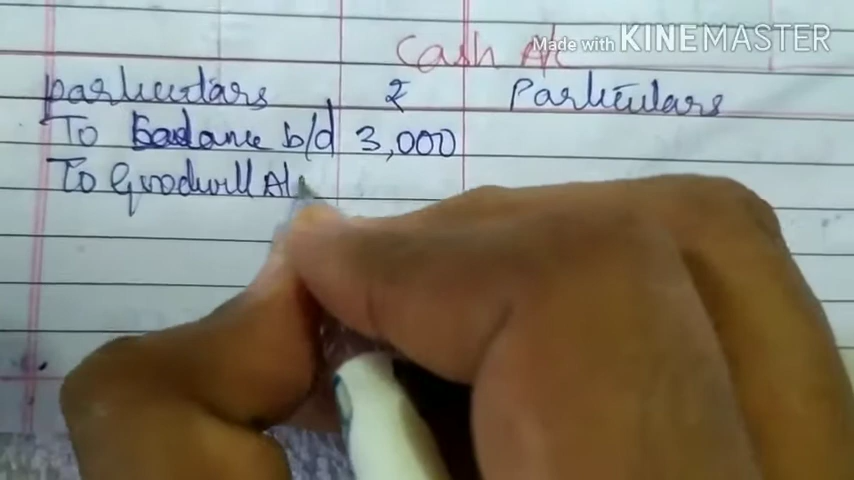 Cash A/c
Made with KINEMASTER
Particulars ₹ Particulars
To Balance b/d 3,000
To Goodwill A/